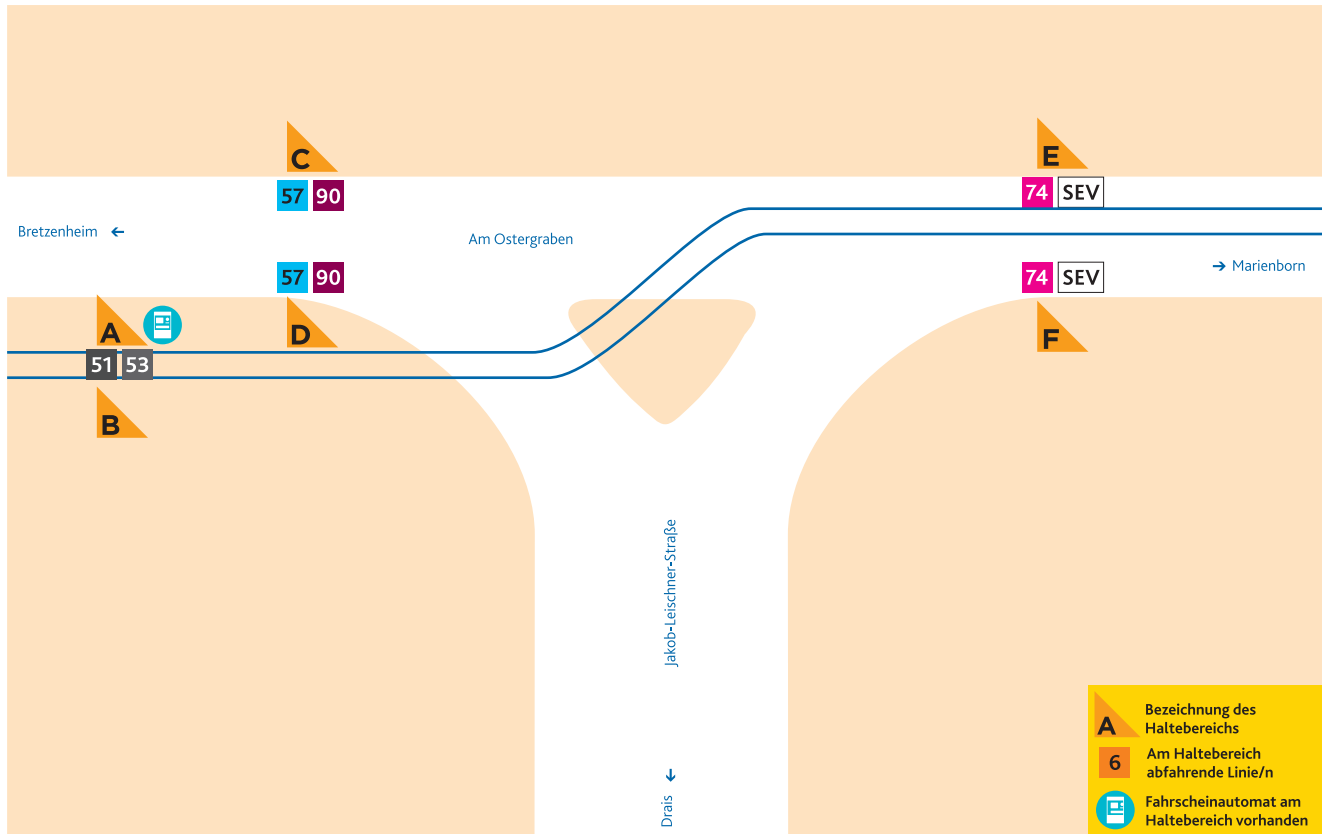 C
57 90
E
74 SEV
Bretzenheim ←
Am Ostergraben
57 90
D
74 SEV
→ Marienborn
F
A
51 53
B
Jakob-Leischner-Straße
Drais ←
A
Bezeichnung des
Haltebereichs
6
Am Haltebereich
abfahrende Linie/n
Fahrscheinautomat am
Haltebereich vorhanden